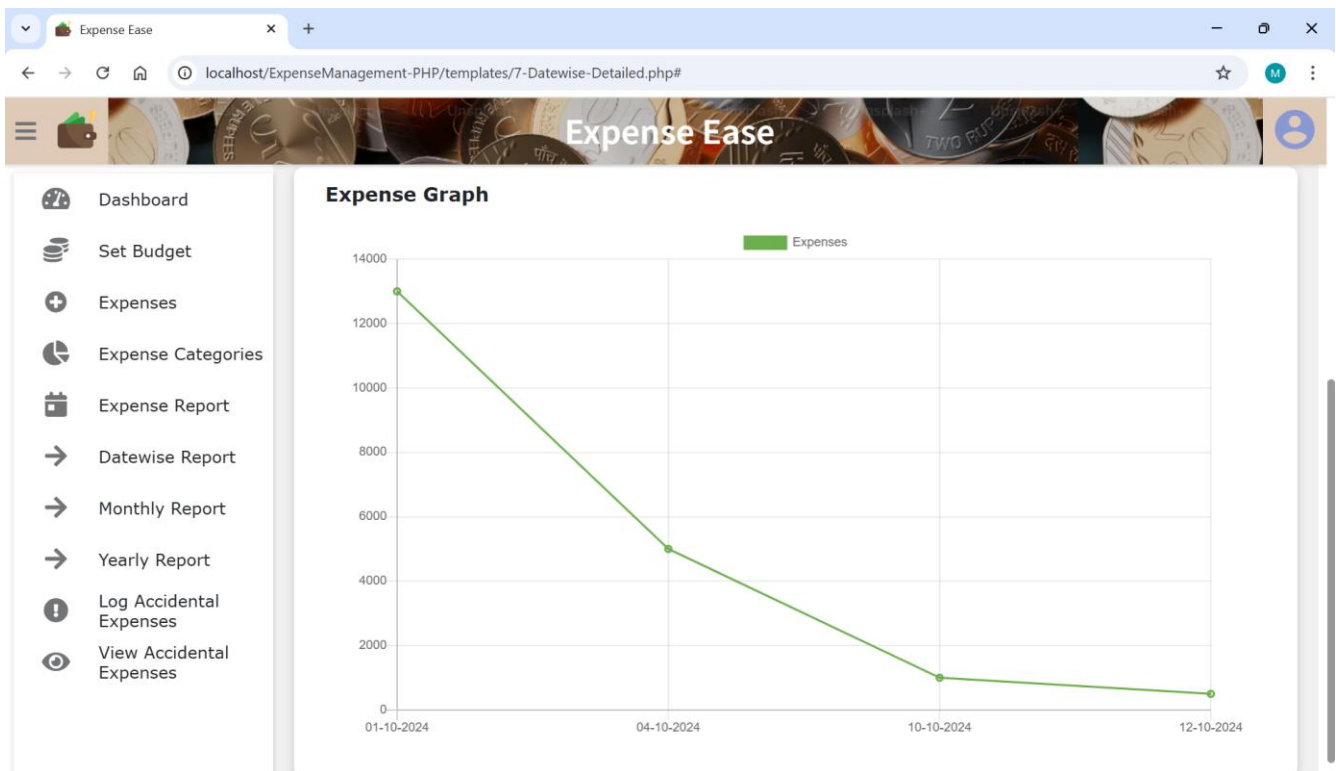 Expense Ease
localhost/ExpenseManagement-PHP/templates/7-Datewise-Detailed.php#
M
Expense Ease
TWO RUP
Dashboard
Set Budget
Expenses
Expense Categories
Expense Report
Datewise Report
Monthly Report
Yearly Report
Log Accidental
Expenses
View Accidental
Expenses
Expense Graph
Expenses
14000
12000
10000
8000
6000
4000
2000
0
01-10-2024 04-10-2024 10-10-2024 12-10-2024